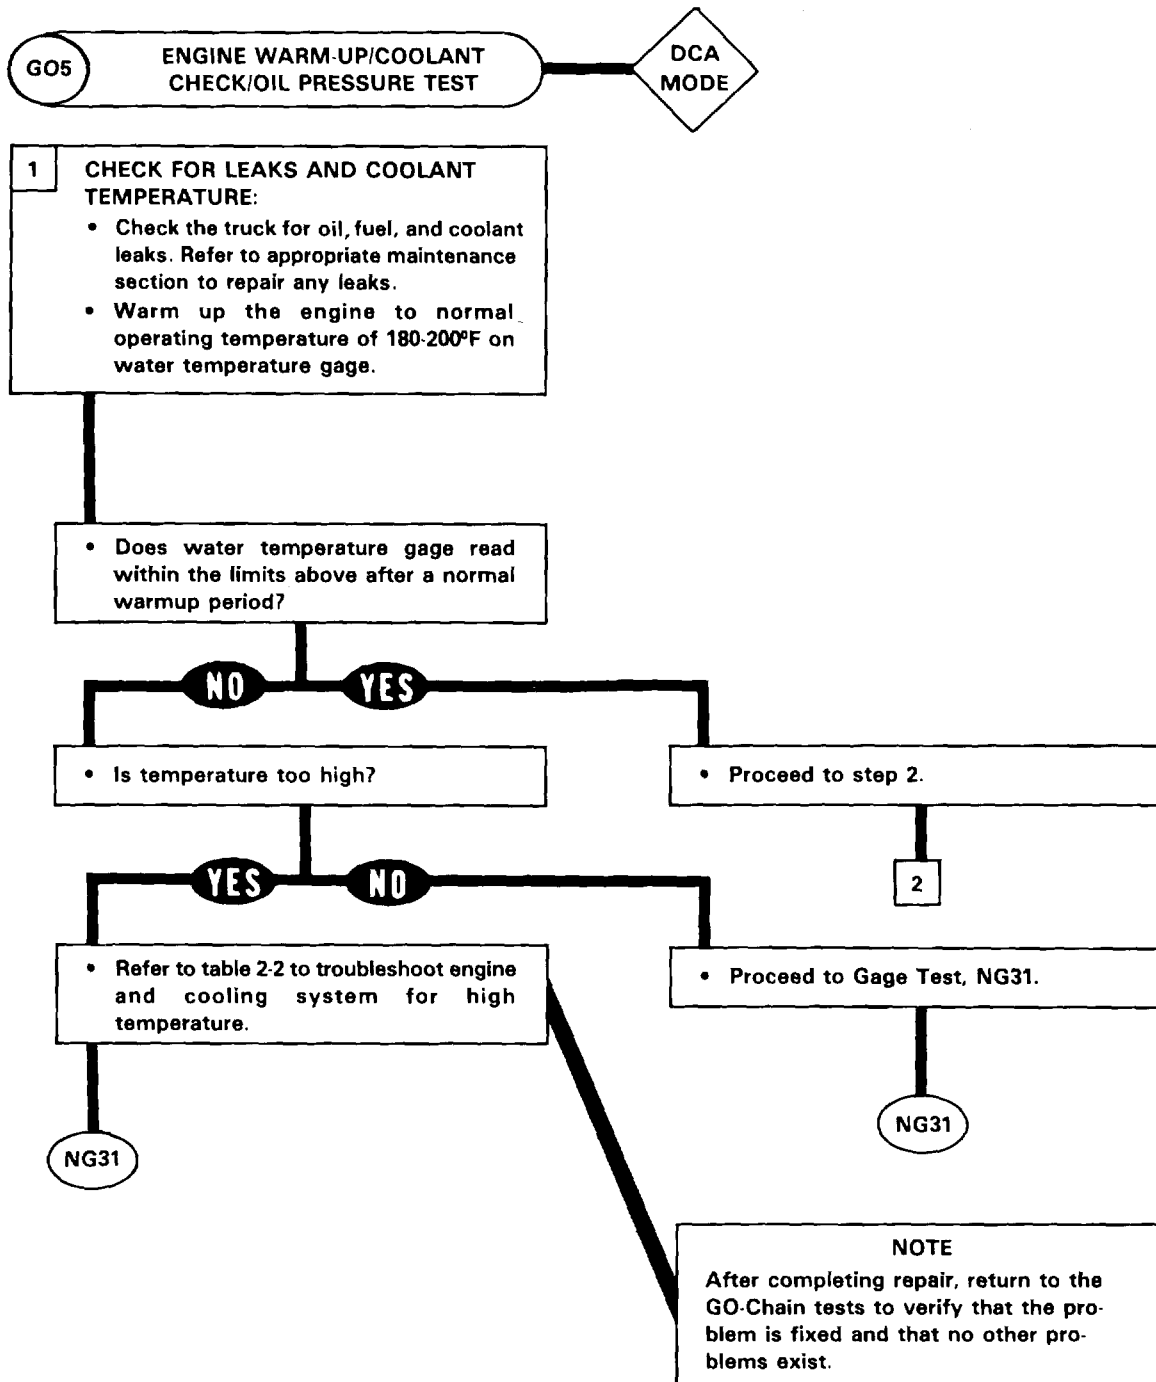 GO5
ENGINE WARM-UP/COOLANT
CHECK/OIL PRESSURE TEST
DCA
MODE
1
CHECK FOR LEAKS AND COOLANT
TEMPERATURE:
• Check the truck for oil, fuel, and coolant
leaks. Refer to appropriate maintenance
section to repair any leaks.
• Warm up the engine to normal
operating temperature of 180-200°F on
water temperature gage.
• Does water temperature gage read
within the limits above after a normal
warmup period?
NO
YES
• Is temperature too high?
• Proceed to step 2.
2
YES
NO
• Refer to table 2-2 to troubleshoot engine
and cooling system for high
temperature.
• Proceed to Gage Test, NG31.
NG31
NG31
NOTE
After completing repair, return to the
GO-Chain tests to verify that the pro-
blem is fixed and that no other pro-
blems exist.